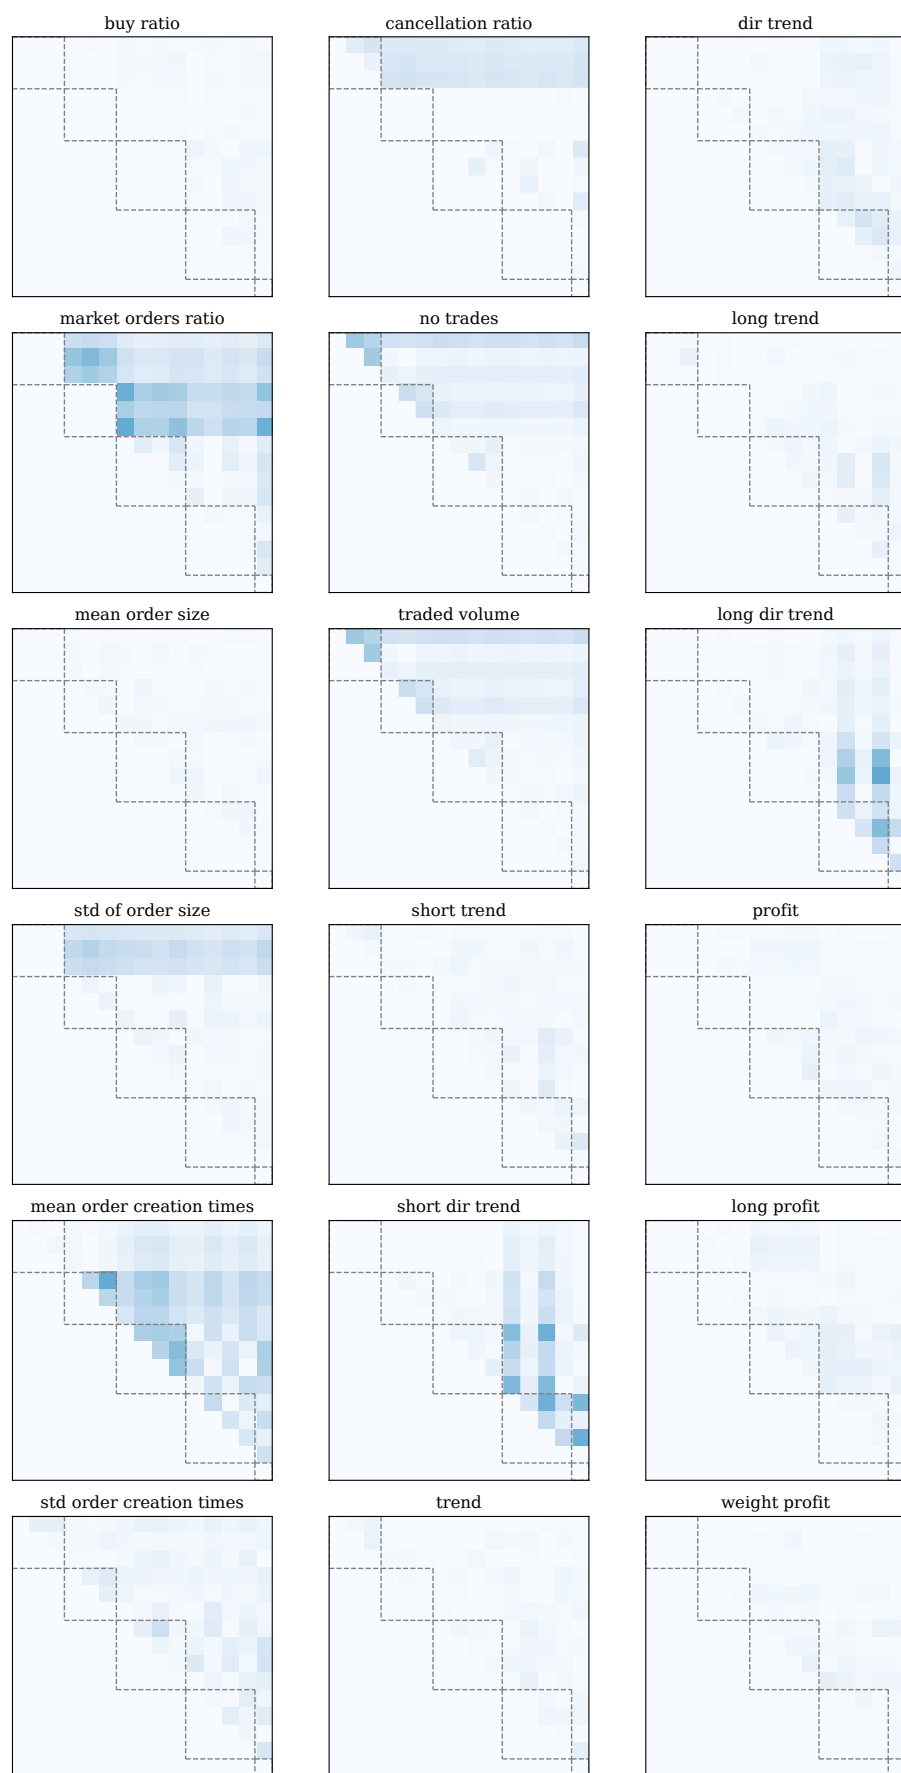 buy ratio
cancellation ratio
dir trend
market orders ratio
no trades
long trend
mean order size
traded volume
long dir trend
std of order size
short trend
profit
mean order creation times
short dir trend
long profit
std order creation times
trend
weight profit